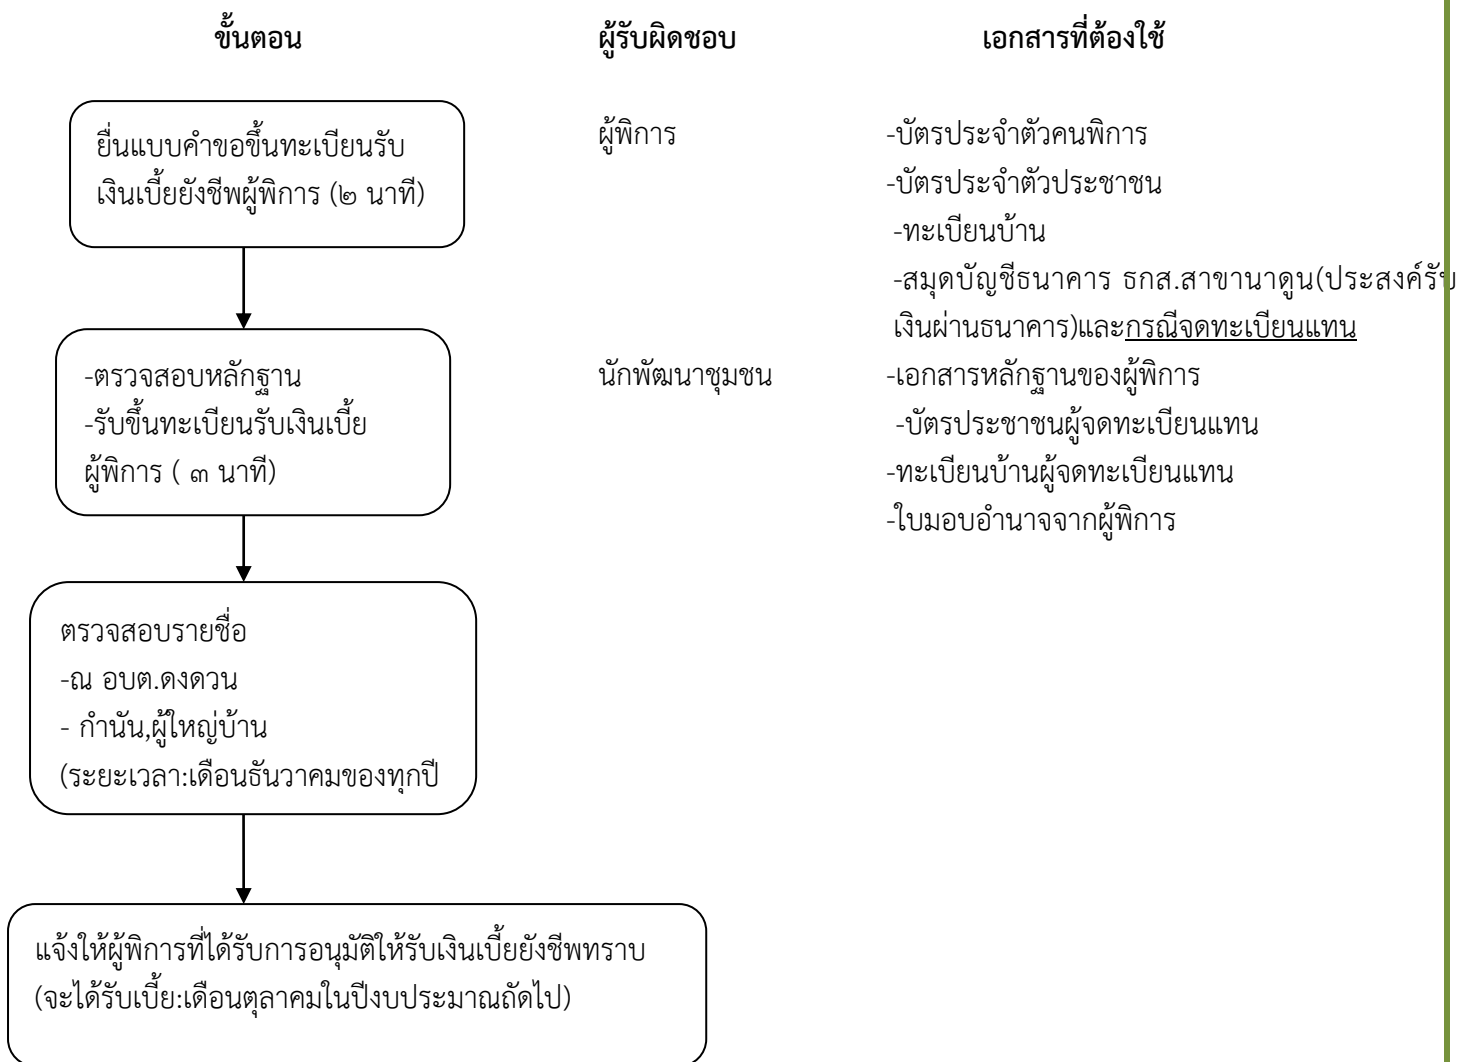 ขั้นตอน ผู้รับผิดชอบ เอกสารที่ต้องใช้
ยื่นแบบคำขอขึ้นทะเบียนรับ
เงินเบี้ยยังชีพผู้พิการ (๒ นาที)
ผู้พิการ
-บัตรประจำตัวคนพิการ
-บัตรประจำตัวประชาชน
-ทะเบียนบ้าน
-สมุดบัญชีธนาคาร ธกส.สาขานาดูน(ประสงค์รับ
เงินผ่านธนาคาร)และกรณีจดทะเบียนแทน
-ตรวจสอบหลักฐาน
-รับขึ้นทะเบียนรับเงินเบี้ย
ผู้พิการ ( ๓ นาที)
นักพัฒนาชุมชน
-เอกสารหลักฐานของผู้พิการ
-บัตรประชาชนผู้จดทะเบียนแทน
-ทะเบียนบ้านผู้จดทะเบียนแทน
-ใบมอบอำนาจจากผู้พิการ
ตรวจสอบรายชื่อ
-ณ อบต.ดงดวน
- กำนัน,ผู้ใหญ่บ้าน
(ระยะเวลา:เดือนธันวาคมของทุกปี
แจ้งให้ผู้พิการที่ได้รับการอนุมัติให้รับเงินเบี้ยยังชีพทราบ
(จะได้รับเบี้ย:เดือนตุลาคมในปีงบประมาณถัดไป)